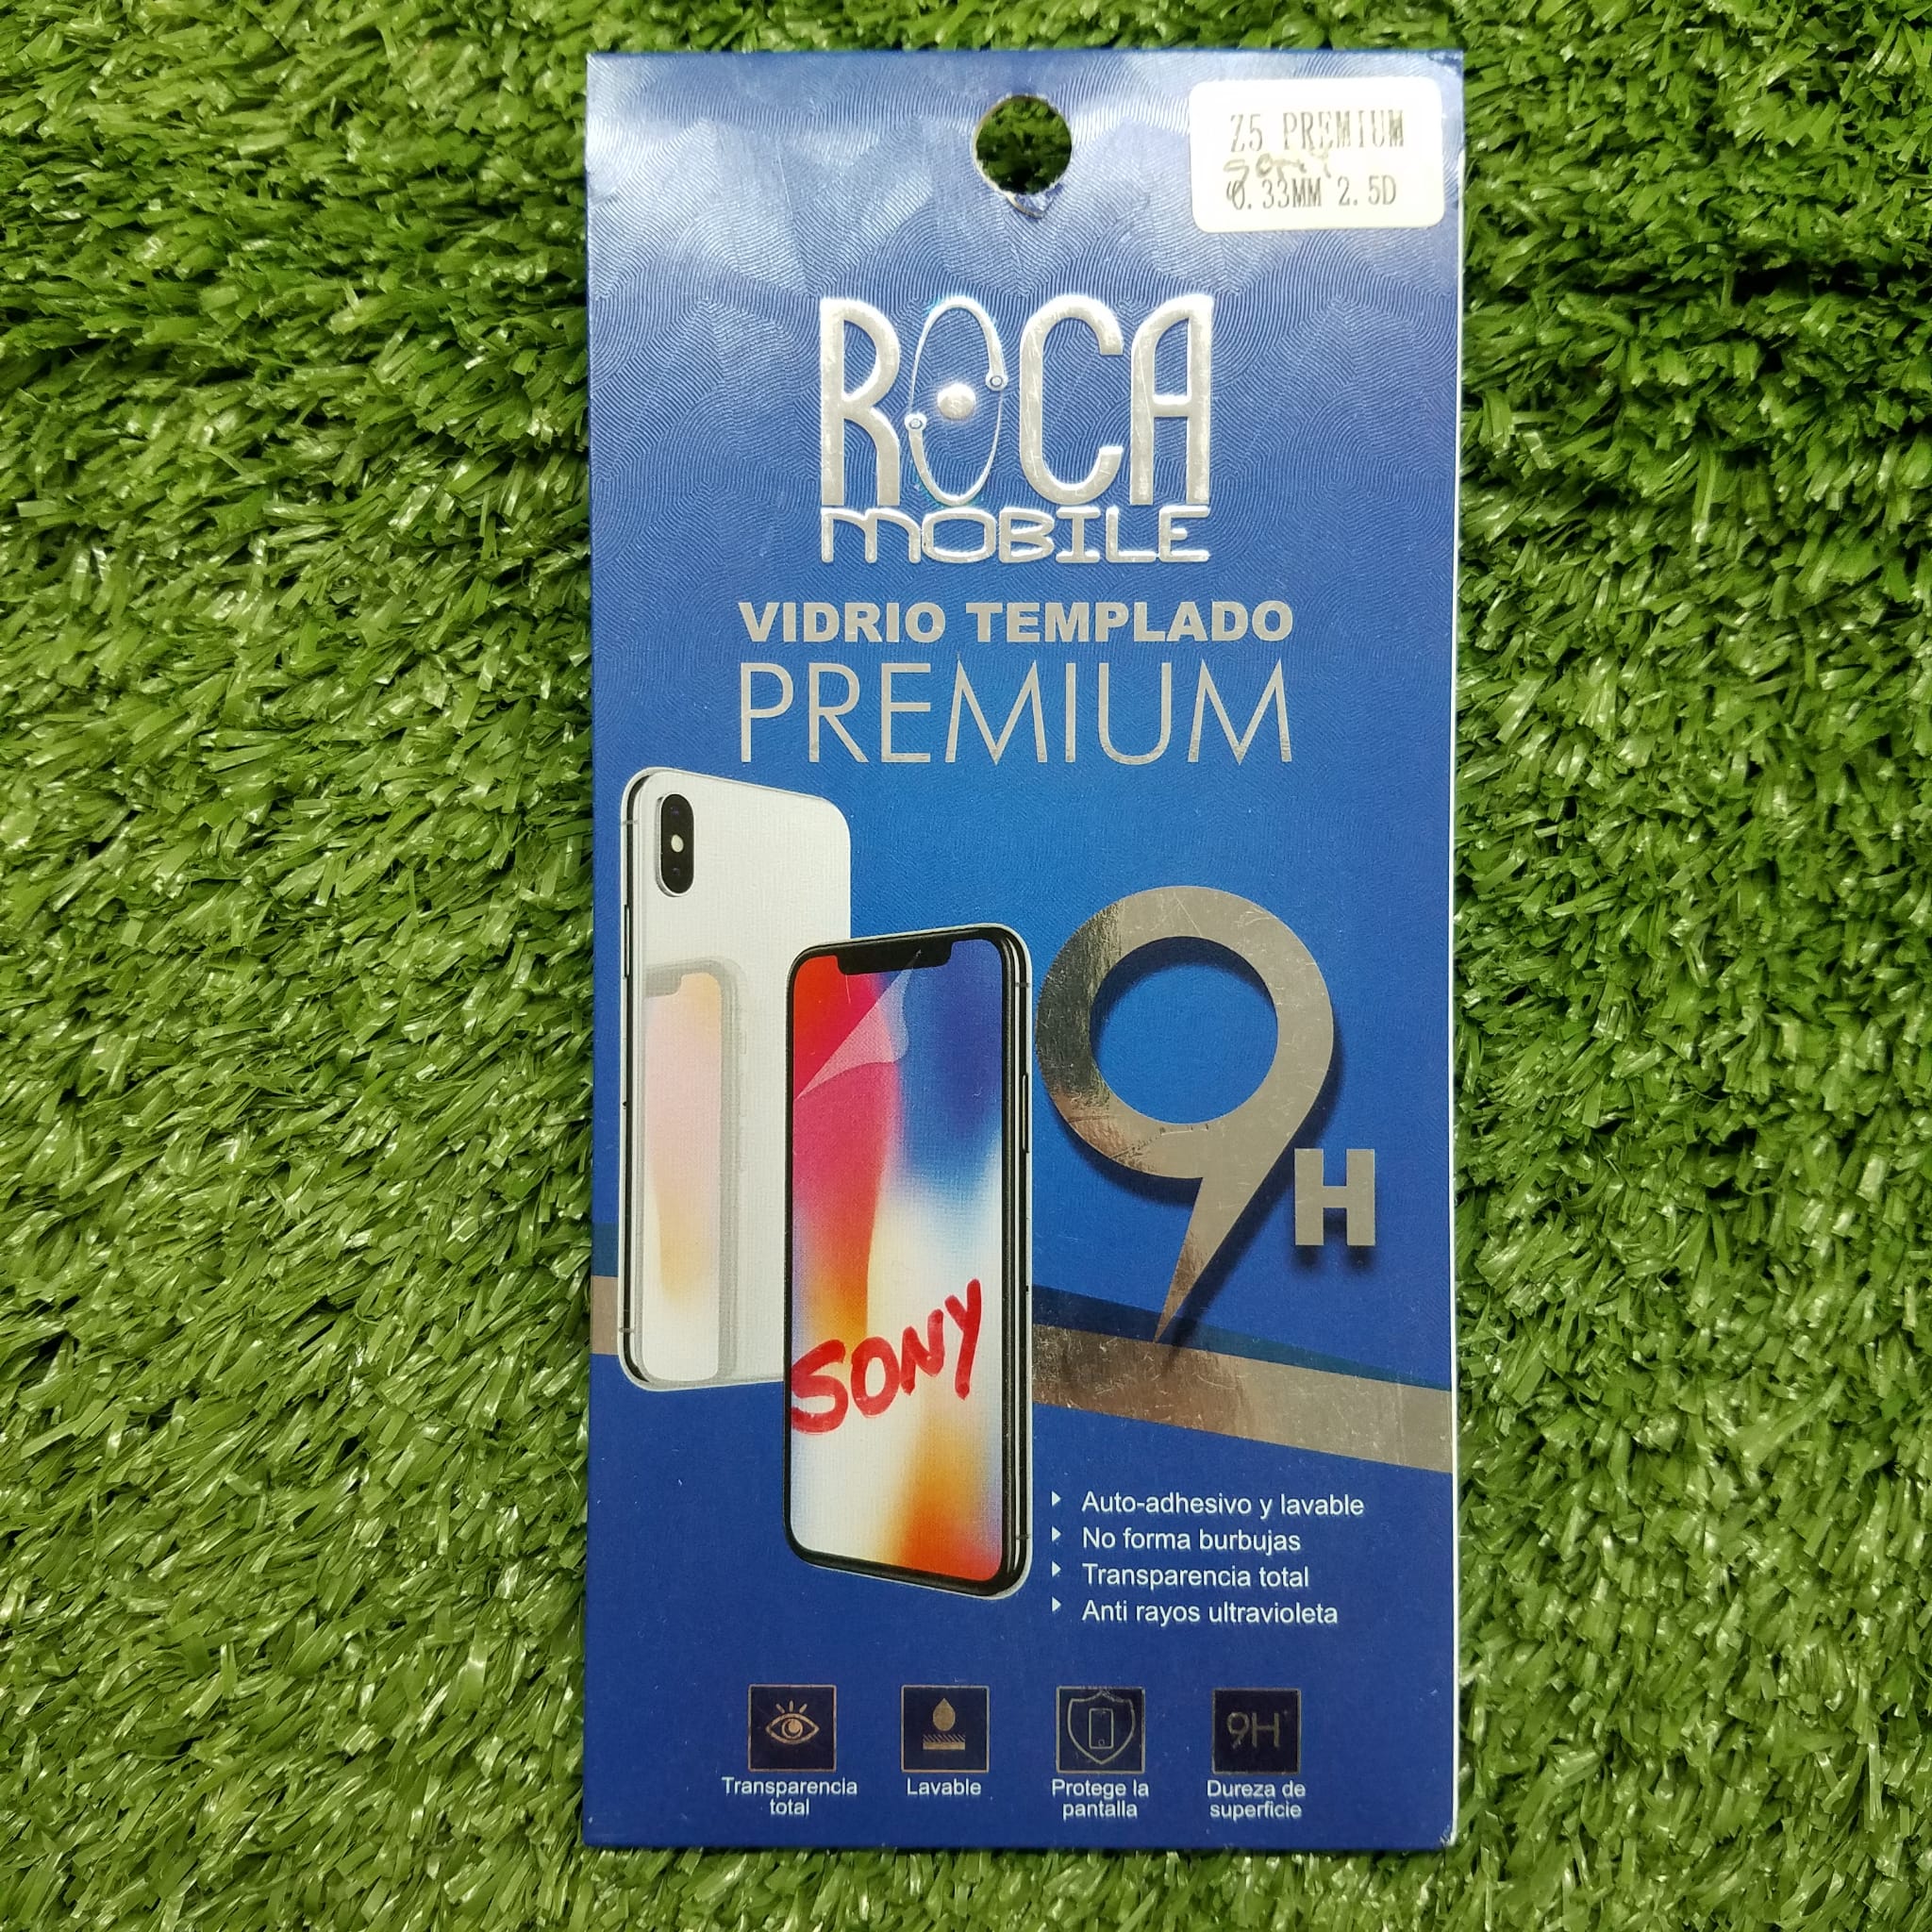 Z5 PREMIUM
sony
0.33MM 2.5D
ROCA
MOBILE
VIDRIO TEMPLADO
PREMIUM
9H
SONY
Auto-adhesivo y lavable
No forma burbujas
Transparencia total
Anti rayos ultravioleta
9H
Transparencia
total
Lavable
Protege la
pantalla
Dureza de
superficie